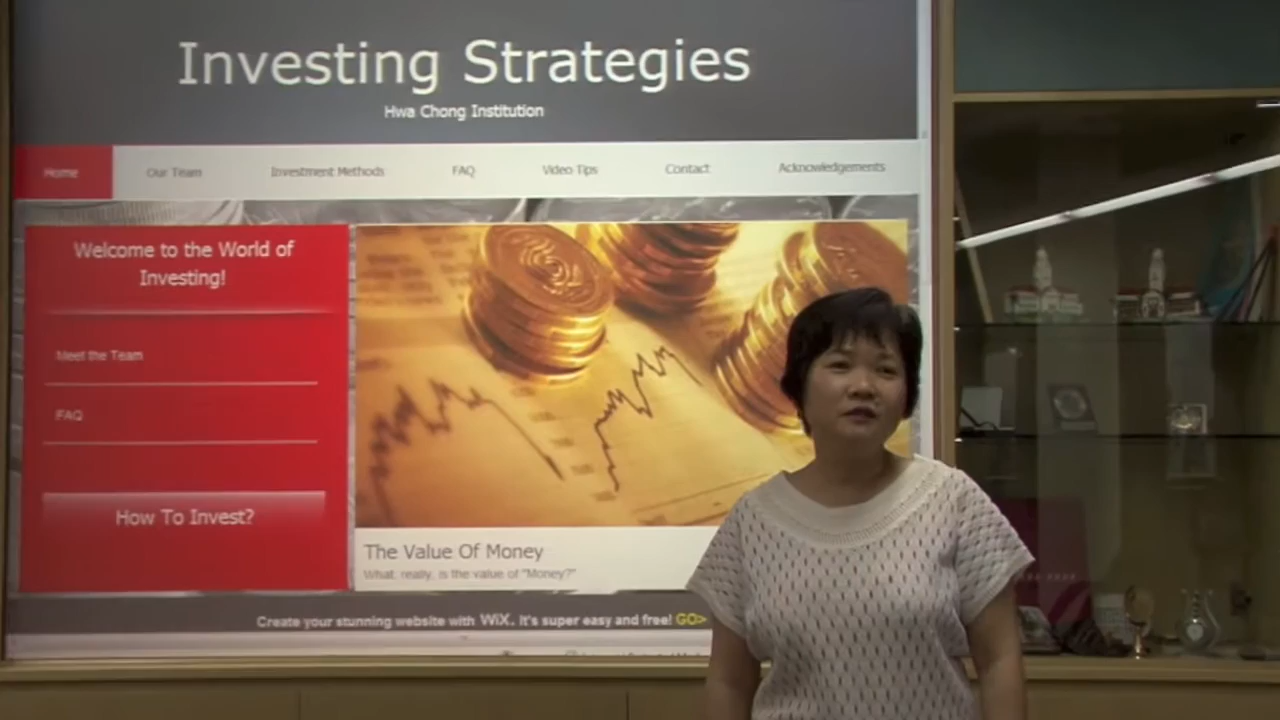 Investing Strategies
Hwa Chong Institution
Home
Our Team
Investment Methods
FAQ
Video Tips
Contact
Acknowledgements
Welcome to the World of
Investing!
Meet the Team
FAQ
How To Invest?
The Value Of Money
What, really, is the value of "Money?"
Create your stunning website with WiX. It's super easy and free! GO>